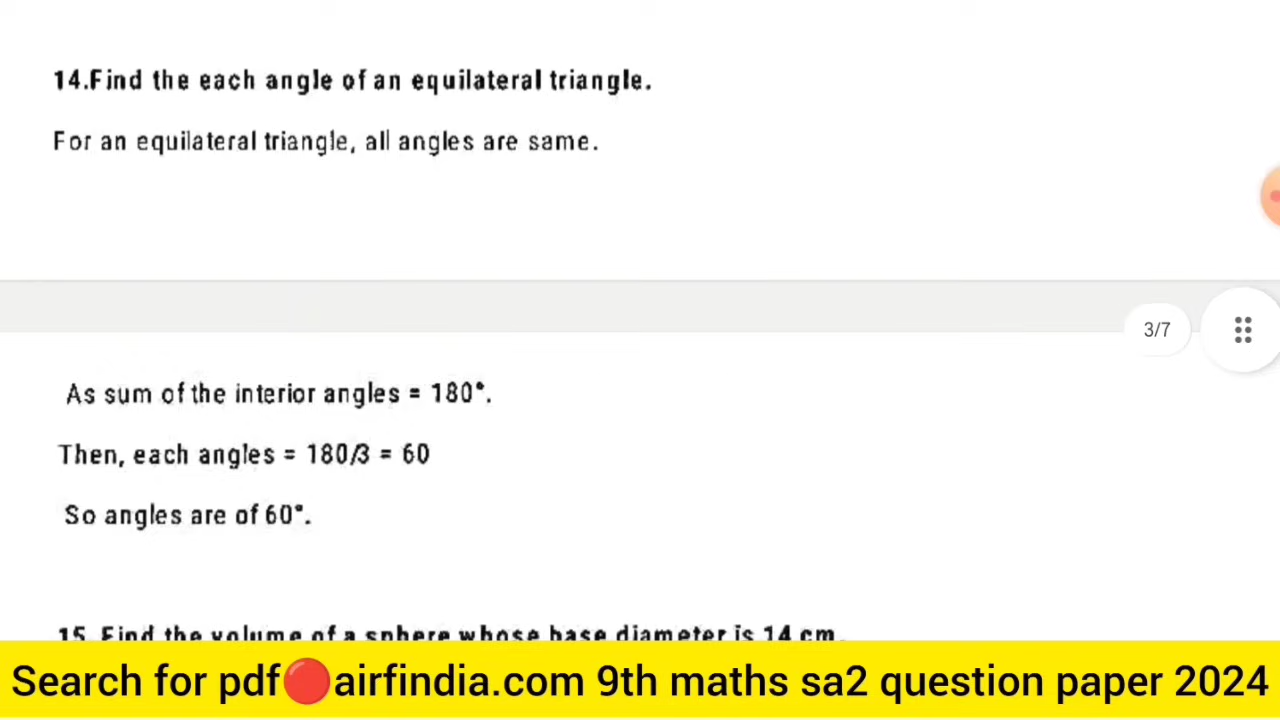 14.Find the each angle of an equilateral triangle.
For an equilateral triangle, all angles are same.
3/7
As sum of the interior angles = 180°.
Then, each angles = 180/3 = 60
So angles are of 60°.
15. Find the volume of a sphere whose base diameter is 14 cm.
Search for pdf🔴airfindia.com 9th maths sa2 question paper 2024